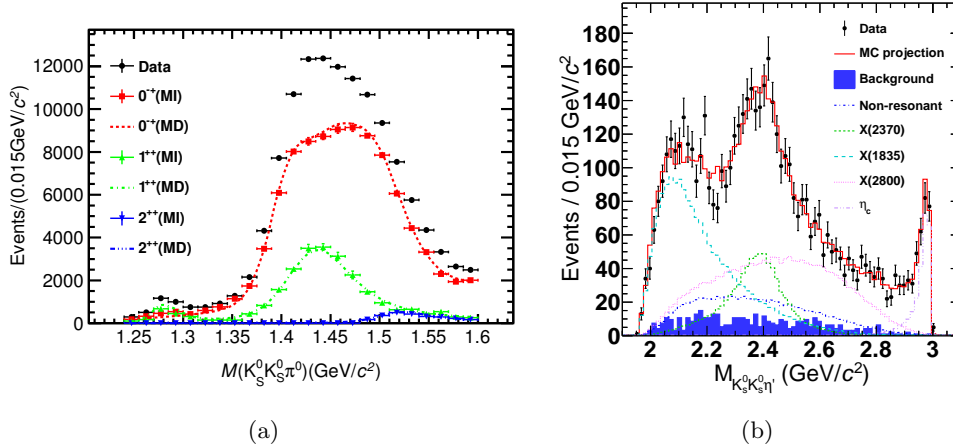 Events/(0.015GeV/c²)
12000
10000
8000
6000
4000
2000
0
Data
0⁻⁺(MI)
0⁻⁺(MD)
1⁺⁺(MI)
1⁺⁺(MD)
2⁺⁺(MI)
2⁺⁺(MD)
1.25 1.3 1.35 1.4 1.45 1.5 1.55 1.6
M(K⁰_S K⁰_S π⁰)(GeV/c²)
(a)
Events / 0.015 GeV/c²
180
160
140
120
100
80
60
40
20
0
Data
MC projection
Background
Non-resonant
X(2370)
X(1835)
X(2800)
η_c
2 2.2 2.4 2.6 2.8 3
M_{K⁰_s K⁰_s η'} (GeV/c²)
(b)